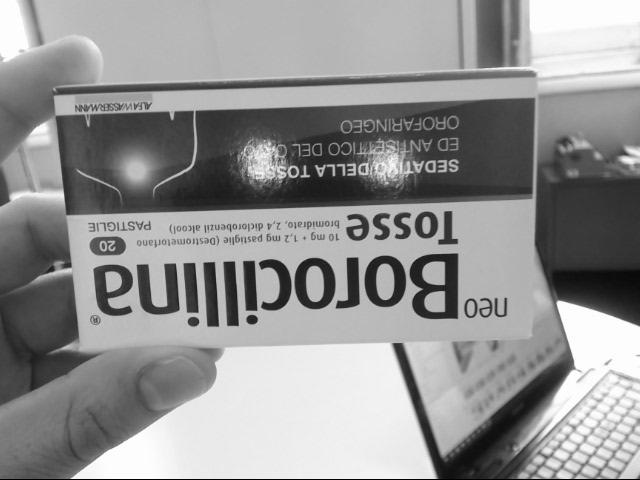 neo Borocillina®
Tosse
10 mg + 1,2 mg pastiglie (Destrometorfano
bromidrato, 2,4 diclorobenzil alcool)
20
PASTIGLIE
SEDATIVO DELLA TOSSE
ED ANTISETTICO DEL CAVO
OROFARINGEO
ALFA WASSERMANN